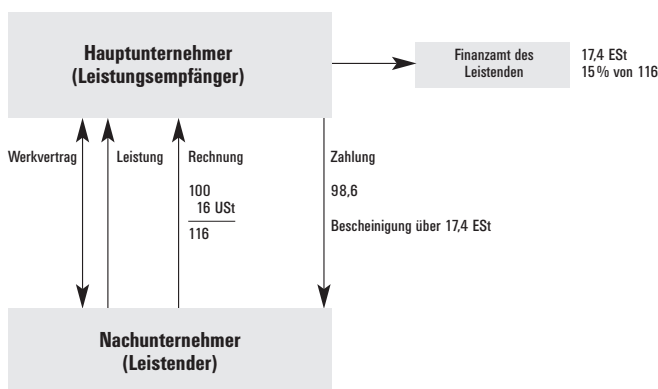 Hauptunternehmer
(Leistungsempfänger)
Finanzamt des
Leistenden
17,4 ESt
15% von 116
Werkvertrag
Leistung
Rechnung
100
16 USt
116
Zahlung
98,6
Bescheinigung über 17,4 ESt
Nachunternehmer
(Leistender)